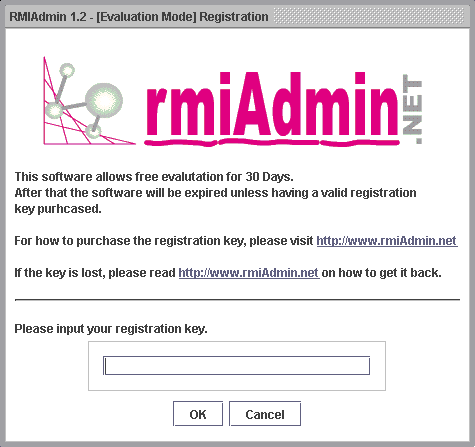 RMIAdmin 1.2 - [Evaluation Mode] Registration
rmiAdmin.NET
This software allows free evalutation for 30 Days.
After that the software will be expired unless having a valid registration
key purhcased.
For how to purchase the registration key, please visit http://www.rmiAdmin.net
If the key is lost, please read http://www.rmiAdmin.net on how to get it back.
Please input your registration key.
OK Cancel